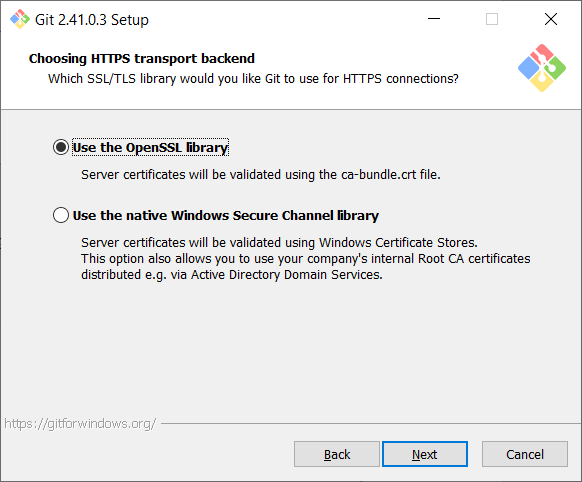 Git 2.41.0.3 Setup
Choosing HTTPS transport backend
Which SSL/TLS library would you like Git to use for HTTPS connections?
Use the OpenSSL library
Server certificates will be validated using the ca-bundle.crt file.
Use the native Windows Secure Channel library
Server certificates will be validated using Windows Certificate Stores.
This option also allows you to use your company's internal Root CA certificates
distributed e.g. via Active Directory Domain Services.
https://gitforwindows.org/
Back
Next
Cancel